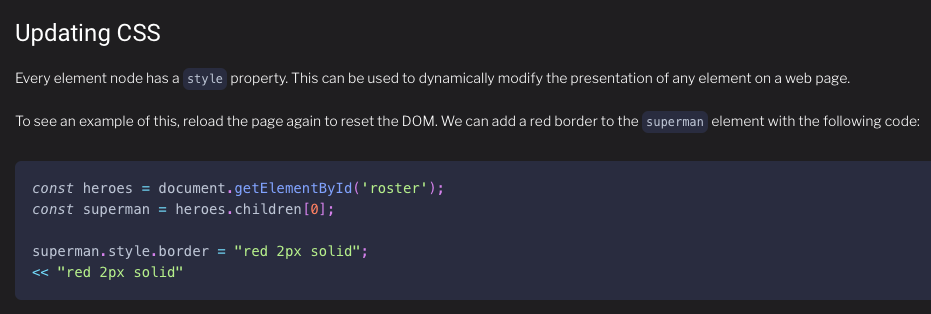 Updating CSS
Every element node has a style property. This can be used to dynamically modify the presentation of any element on a web page.
To see an example of this, reload the page again to reset the DOM. We can add a red border to the superman element with the following code:
const heroes = document.getElementById('roster');
const superman = heroes.children[0];
superman.style.border = "red 2px solid";
<< "red 2px solid"